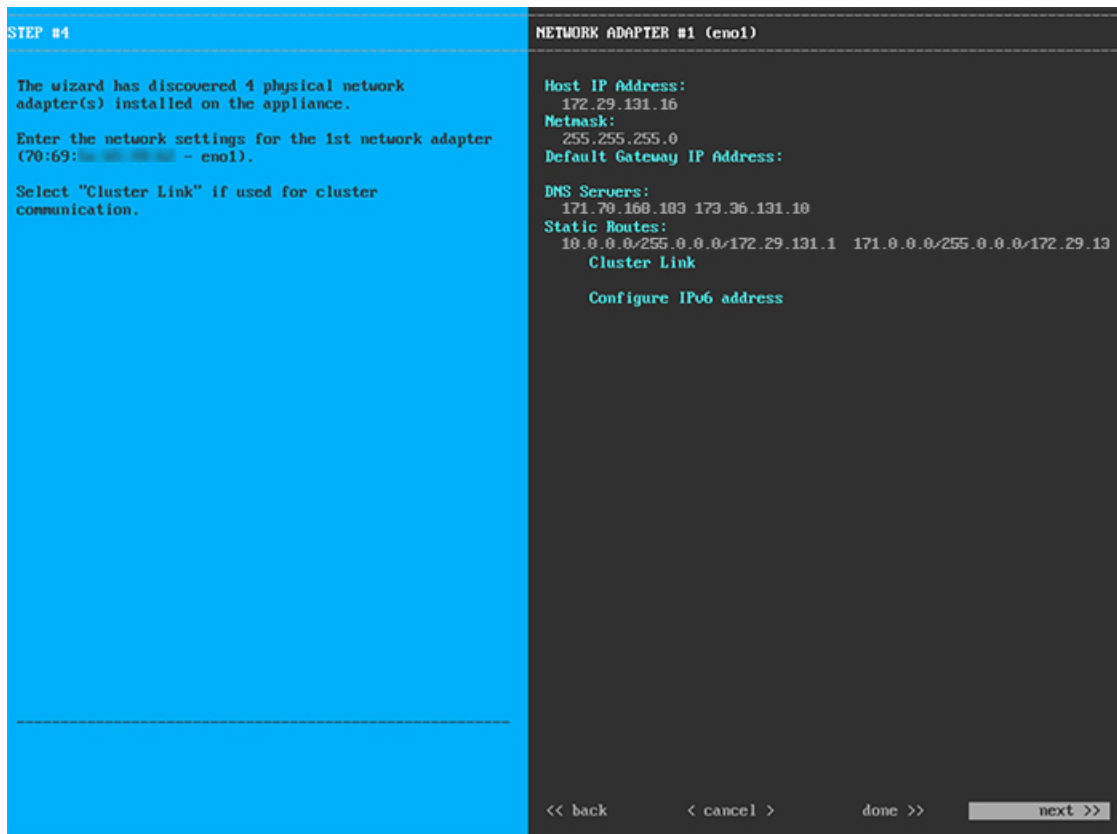 STEP #4
The wizard has discovered 4 physical network
adapter(s) installed on the appliance.
Enter the network settings for the 1st network adapter
(70:69: - eno1).
Select "Cluster Link" if used for cluster
communication.
NETWORK ADAPTER #1 (eno1)
Host IP Address:
172.29.131.16
Netmask:
255.255.255.0
Default Gateway IP Address:
DNS Servers:
171.70.168.183 173.36.131.10
Static Routes:
10.0.0.0/255.0.0.0/172.29.131.1 171.0.0.0/255.0.0.0/172.29.13
Cluster Link
Configure IPv6 address
<< back < cancel > done >> next >>